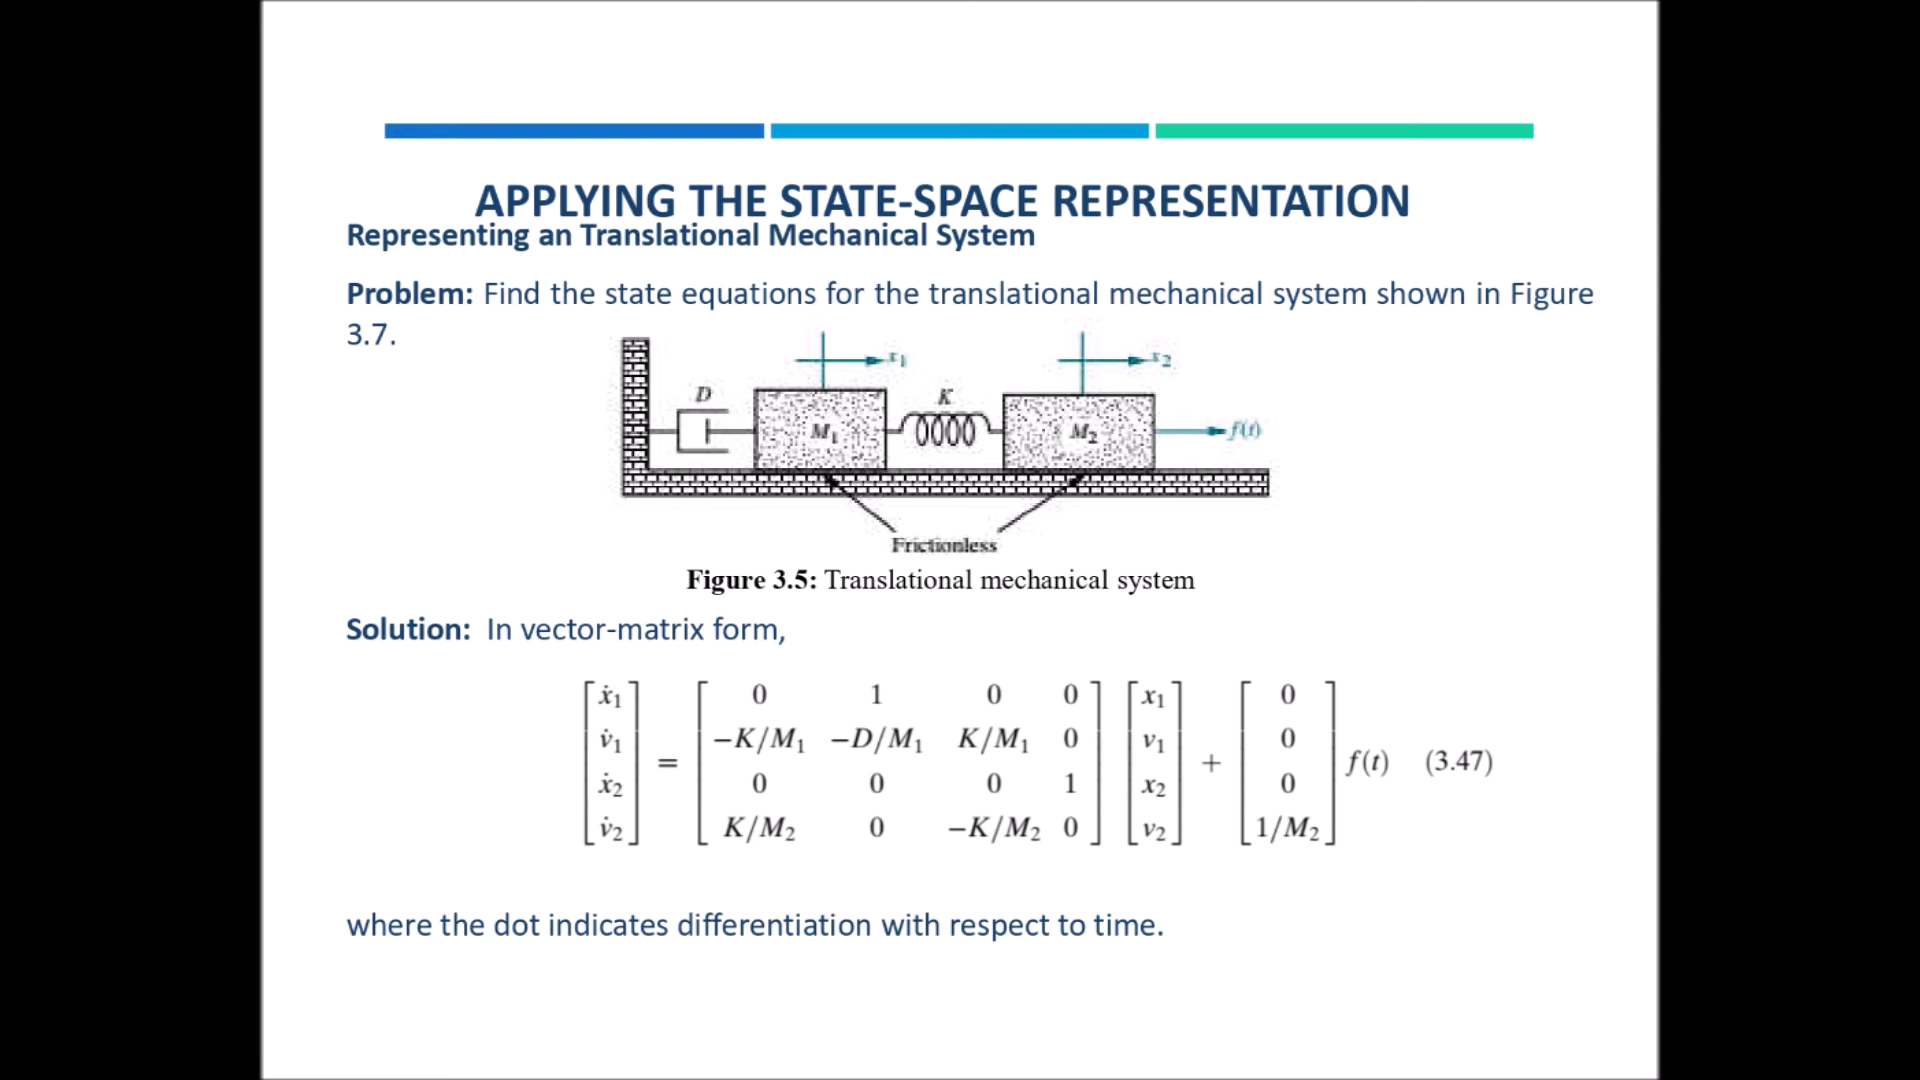 APPLYING THE STATE-SPACE REPRESENTATION
Representing an Translational Mechanical System
Problem: Find the state equations for the translational mechanical system shown in Figure
3.7.
x₁ x₂
D K
M₁ M₂ f(t)
Frictionless
Figure 3.5: Translational mechanical system
Solution: In vector-matrix form,
[ẋ₁] [0 1 0 0] [x₁] [0]
[v̇₁] [−K/M₁ −D/M₁ K/M₁ 0] [v₁] [0]
= + f(t) (3.47)
[ẋ₂] [0 0 0 1] [x₂] [0]
[v̇₂] [K/M₂ 0 −K/M₂ 0] [v₂] [1/M₂]
where the dot indicates differentiation with respect to time.